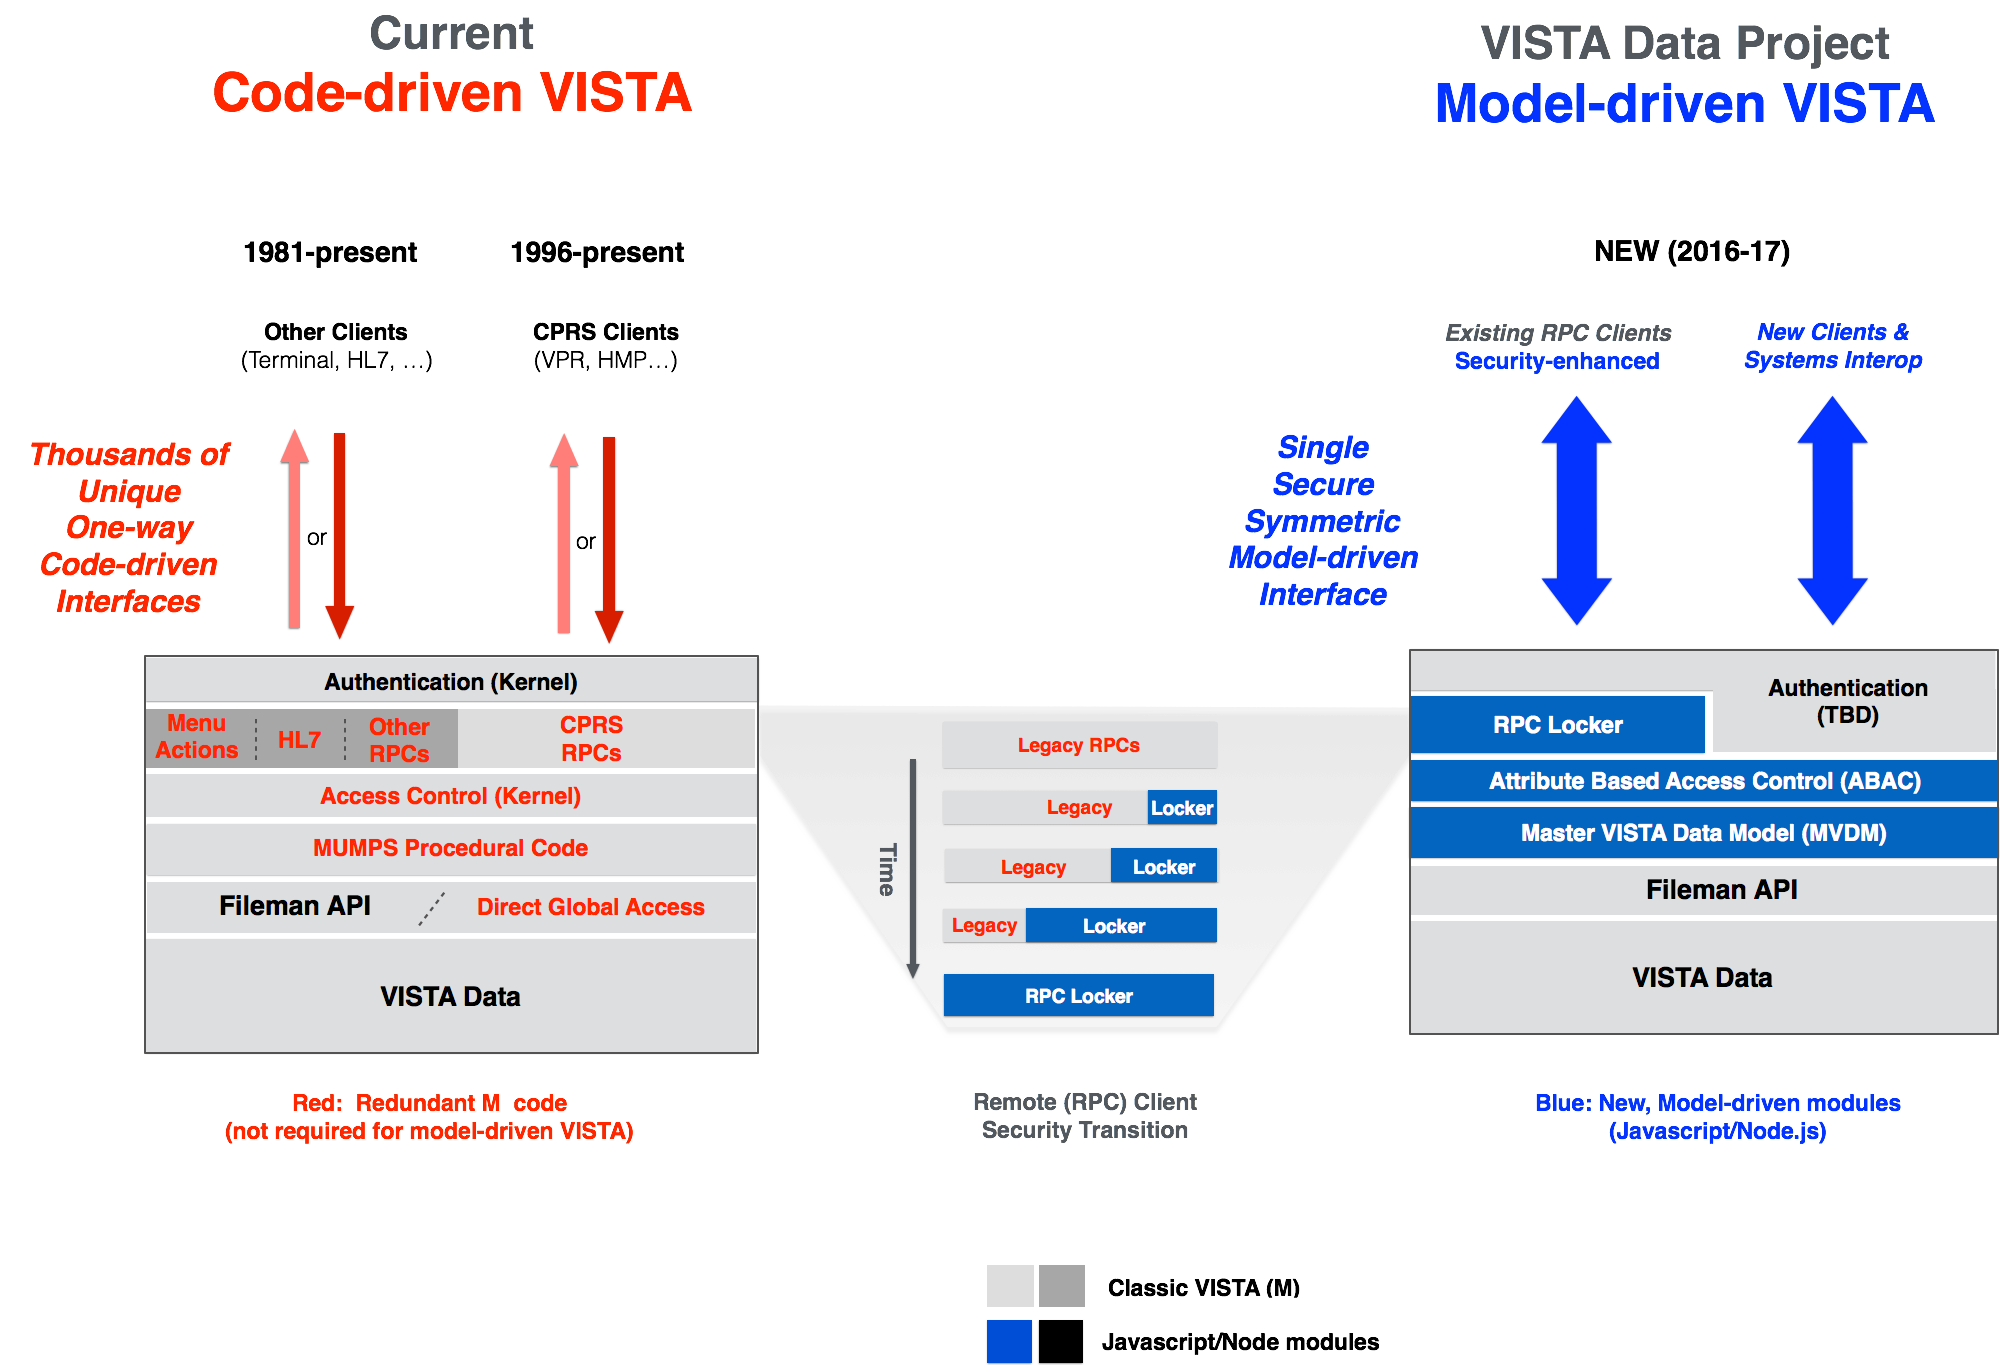 Current
Code-driven VISTA
VISTA Data Project
Model-driven VISTA
1981-present
1996-present
NEW (2016-17)
Other Clients
(Terminal, HL7, ...)
CPRS Clients
(VPR, HMP...)
Existing RPC Clients
Security-enhanced
New Clients &
Systems Interop
Thousands of
Unique
One-way
Code-driven
Interfaces
or
or
Single
Secure
Symmetric
Model-driven
Interface
Authentication (Kernel)
Menu
Actions
HL7
Other
RPCs
CPRS
RPCs
Access Control (Kernel)
MUMPS Procedural Code
Fileman API
Direct Global Access
VISTA Data
Time
Legacy RPCs
Legacy
Locker
Legacy
Locker
Legacy
Locker
RPC Locker
Authentication
(TBD)
RPC Locker
Attribute Based Access Control (ABAC)
Master VISTA Data Model (MVDM)
Fileman API
VISTA Data
Red:  Redundant M  code
(not required for model-driven VISTA)
Remote (RPC) Client
Security Transition
Blue: New, Model-driven modules
(Javascript/Node.js)
Classic VISTA (M)
Javascript/Node modules